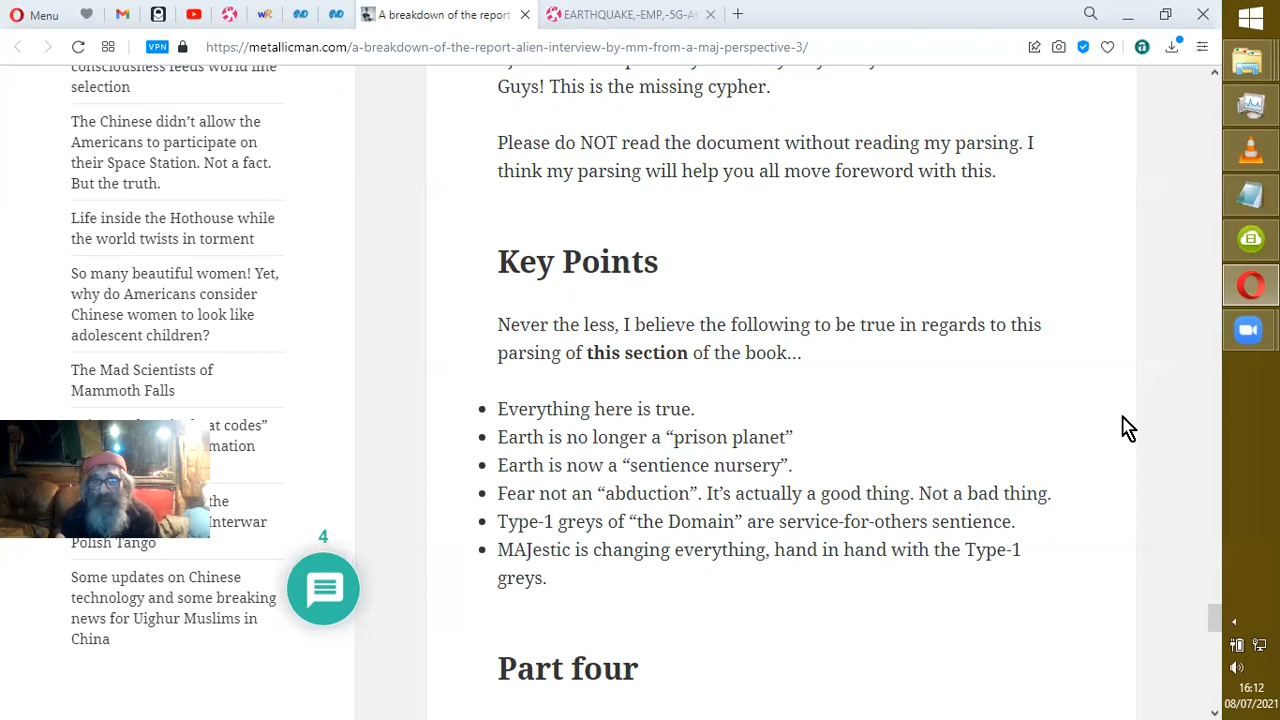 Menu
A breakdown of the report
EARTHQUAKE,-EMP,-5G-A
VPN
https://metallicman.com/a-breakdown-of-the-report-alien-interview-by-mm-from-a-maj-perspective-3/
consciousness feeds world line
selection
The Chinese didn't allow the
Americans to participate on
their Space Station. Not a fact.
But the truth.
Life inside the Hothouse while
the world twists in torment
So many beautiful women! Yet,
why do Americans consider
Chinese women to look like
adolescent children?
The Mad Scientists of
Mammoth Falls
at codes”
mation
the
Interwar
Polish Tango
Some updates on Chinese
technology and some breaking
news for Uighur Muslims in
China
4
Guys! This is the missing cypher.
Please do NOT read the document without reading my parsing. I
think my parsing will help you all move foreword with this.
Key Points
Never the less, I believe the following to be true in regards to this
parsing of this section of the book…
Everything here is true.
Earth is no longer a “prison planet”
Earth is now a “sentience nursery”.
Fear not an “abduction”. It’s actually a good thing. Not a bad thing.
Type-1 greys of “the Domain” are service-for-others sentience.
MAJestic is changing everything, hand in hand with the Type-1
greys.
Part four
16:12
08/07/2021